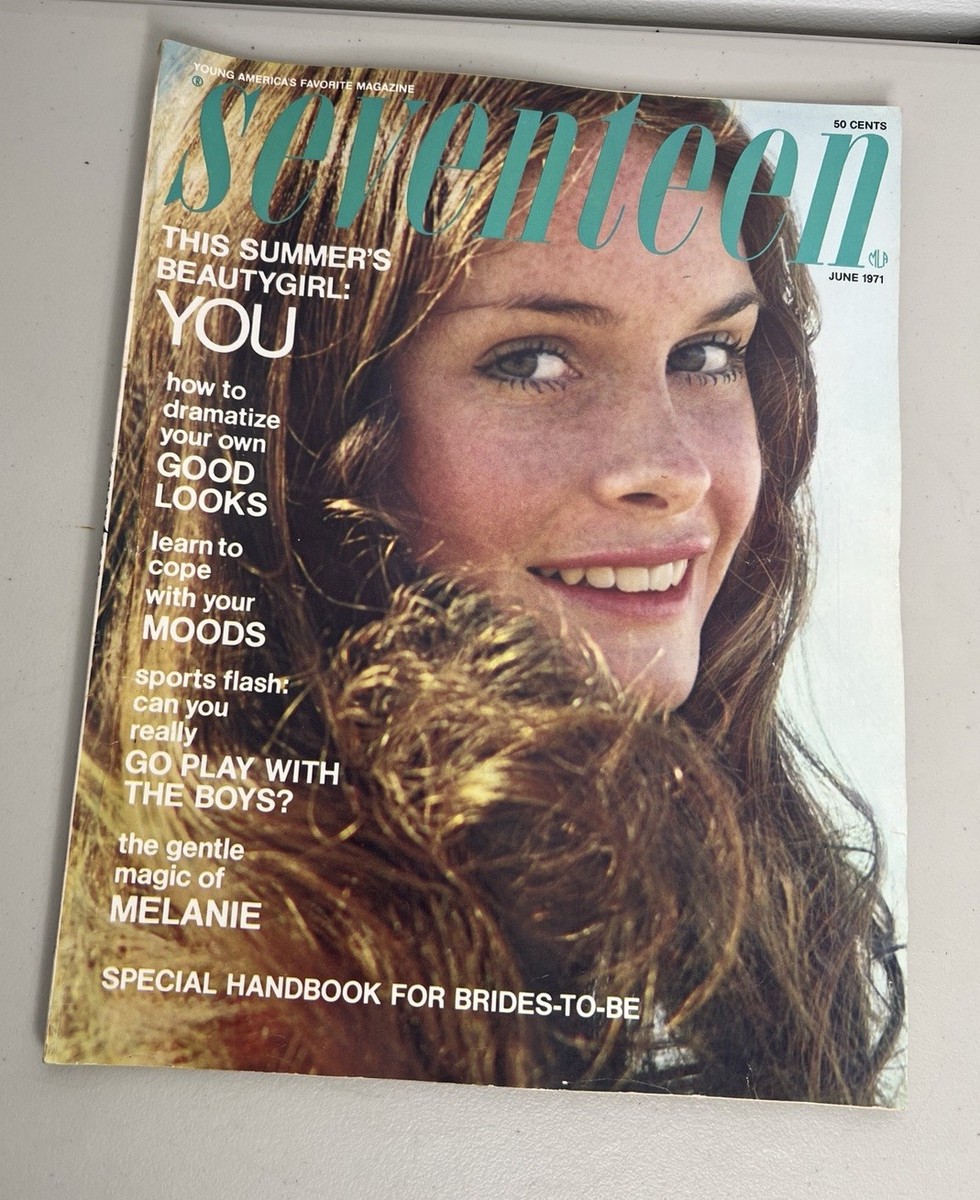 YOUNG AMERICA'S FAVORITE MAGAZINE
®
seventeen
50 CENTS
MLA
JUNE 1971
THIS SUMMER'S
BEAUTYGIRL:
YOU
how to
dramatize
your own
GOOD
LOOKS
learn to
cope
with your
MOODS
sports flash:
can you
really
GO PLAY WITH
THE BOYS?
the gentle
magic of
MELANIE
SPECIAL HANDBOOK FOR BRIDES-TO-BE